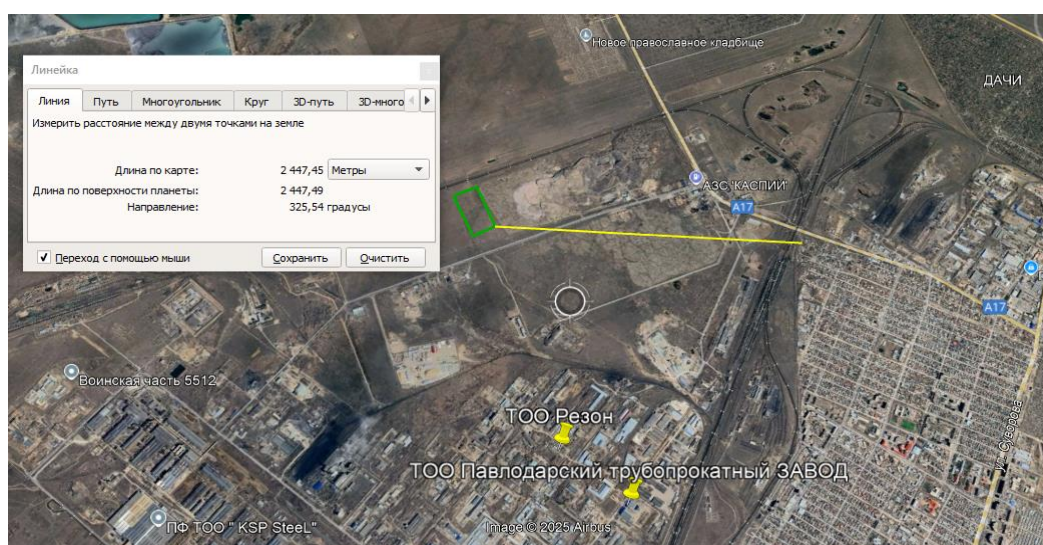 Новое православное кладбище
ДАЧИ
Линейка
Линия
Путь
Многоугольник
Круг
3D-путь
3D-много
Измерить расстояние между двумя точками на земле
Длина по карте: 2 447,45 Метры
Длина по поверхности планеты: 2 447,49
Направление: 325,54 градусы
Переход с помощью мыши
Сохранить
Очистить
АЗС "КАСПИЙ"
A17
A17
Воинская часть 5512
ул. Суворова
ТОО Резон
ТОО Павлодарский трубопрокатный ЗАВОД
ПФ ТОО " KSP SteeL"
Image © 2025 Airbus